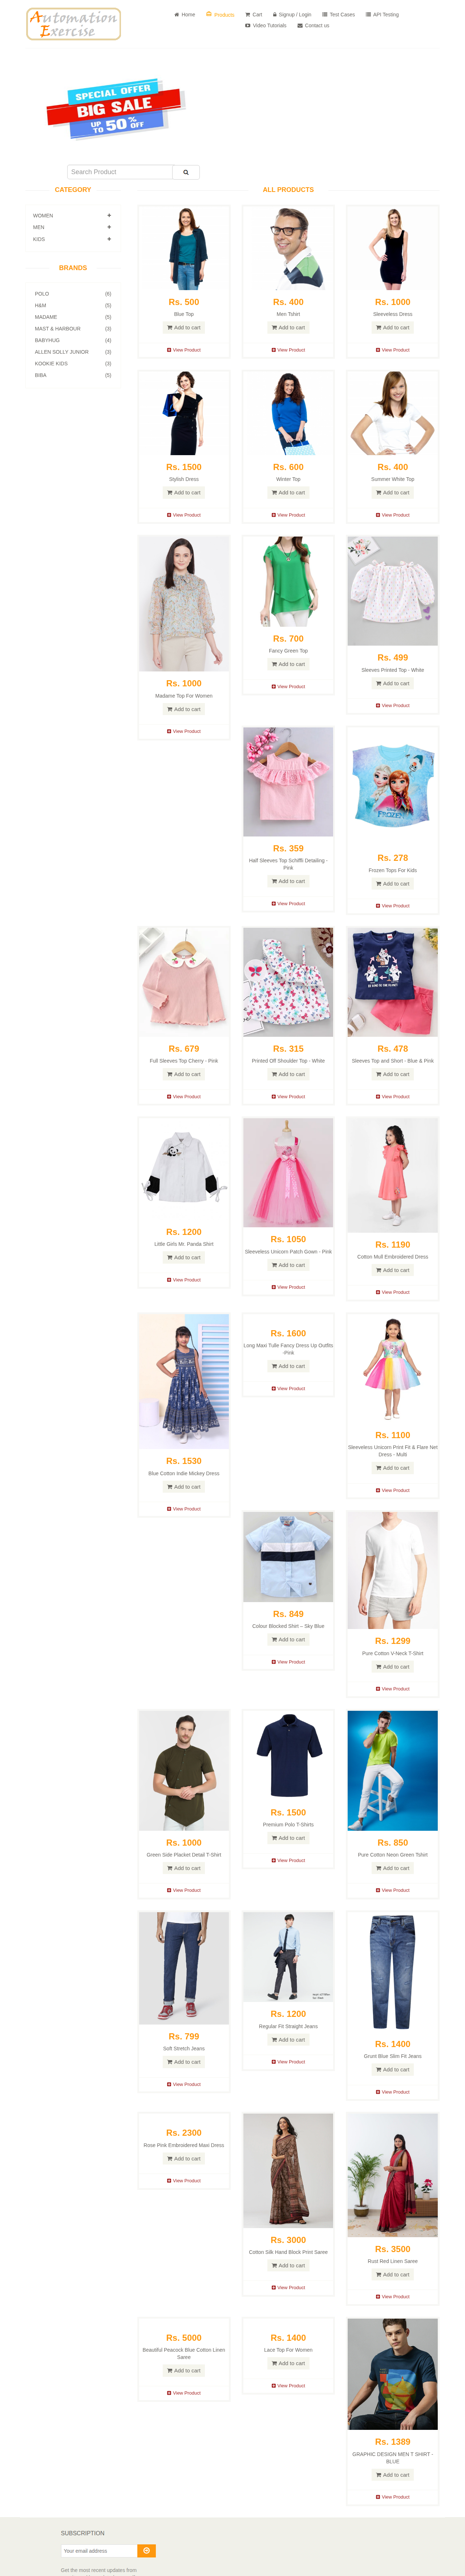 Automation
Exercise
Home
Products
Cart
Signup / Login
Test Cases
API Testing
Video Tutorials
Contact us
SPECIAL OFFER
BIG SALE
UP TO 50% OFF
Search Product
CATEGORY
WOMEN
MEN
KIDS
BRANDS
POLO (6)
H&M (5)
MADAME (5)
MAST & HARBOUR (3)
BABYHUG (4)
ALLEN SOLLY JUNIOR (3)
KOOKIE KIDS (3)
BIBA (5)
ALL PRODUCTS
Rs. 500
Blue Top
Add to cart
View Product
Rs. 400
Men Tshirt
Add to cart
View Product
Rs. 1000
Sleeveless Dress
Add to cart
View Product
Rs. 1500
Stylish Dress
Add to cart
View Product
Rs. 600
Winter Top
Add to cart
View Product
Rs. 400
Summer White Top
Add to cart
View Product
Rs. 1000
Madame Top For Women
Add to cart
View Product
Rs. 700
Fancy Green Top
Add to cart
View Product
Rs. 499
Sleeves Printed Top - White
Add to cart
View Product
Rs. 359
Half Sleeves Top Schiffli Detailing -
Pink
Add to cart
View Product
FROZEN
Rs. 278
Frozen Tops For Kids
Add to cart
View Product
Rs. 679
Full Sleeves Top Cherry - Pink
Add to cart
View Product
Rs. 315
Printed Off Shoulder Top - White
Add to cart
View Product
Rs. 478
Sleeves Top and Short - Blue & Pink
Add to cart
View Product
Rs. 1200
Little Girls Mr. Panda Shirt
Add to cart
View Product
Rs. 1050
Sleeveless Unicorn Patch Gown - Pink
Add to cart
View Product
Rs. 1190
Cotton Mull Embroidered Dress
Add to cart
View Product
Rs. 1530
Blue Cotton Indie Mickey Dress
Add to cart
View Product
Rs. 1600
Long Maxi Tulle Fancy Dress Up Outfits
-Pink
Add to cart
View Product
Rs. 1100
Sleeveless Unicorn Print Fit & Flare Net
Dress - Multi
Add to cart
View Product
Rs. 849
Colour Blocked Shirt – Sky Blue
Add to cart
View Product
Rs. 1299
Pure Cotton V-Neck T-Shirt
Add to cart
View Product
Rs. 1000
Green Side Placket Detail T-Shirt
Add to cart
View Product
Rs. 1500
Premium Polo T-Shirts
Add to cart
View Product
Rs. 850
Pure Cotton Neon Green Tshirt
Add to cart
View Product
Rs. 799
Soft Stretch Jeans
Add to cart
View Product
Rs. 1200
Regular Fit Straight Jeans
Add to cart
View Product
Rs. 1400
Grunt Blue Slim Fit Jeans
Add to cart
View Product
Rs. 2300
Rose Pink Embroidered Maxi Dress
Add to cart
View Product
Rs. 3000
Cotton Silk Hand Block Print Saree
Add to cart
View Product
Rs. 3500
Rust Red Linen Saree
Add to cart
View Product
Rs. 5000
Beautiful Peacock Blue Cotton Linen
Saree
Add to cart
View Product
Rs. 1400
Lace Top For Women
Add to cart
View Product
Rs. 1389
GRAPHIC DESIGN MEN T SHIRT -
BLUE
Add to cart
View Product
SUBSCRIPTION
Your email address
Get the most recent updates from